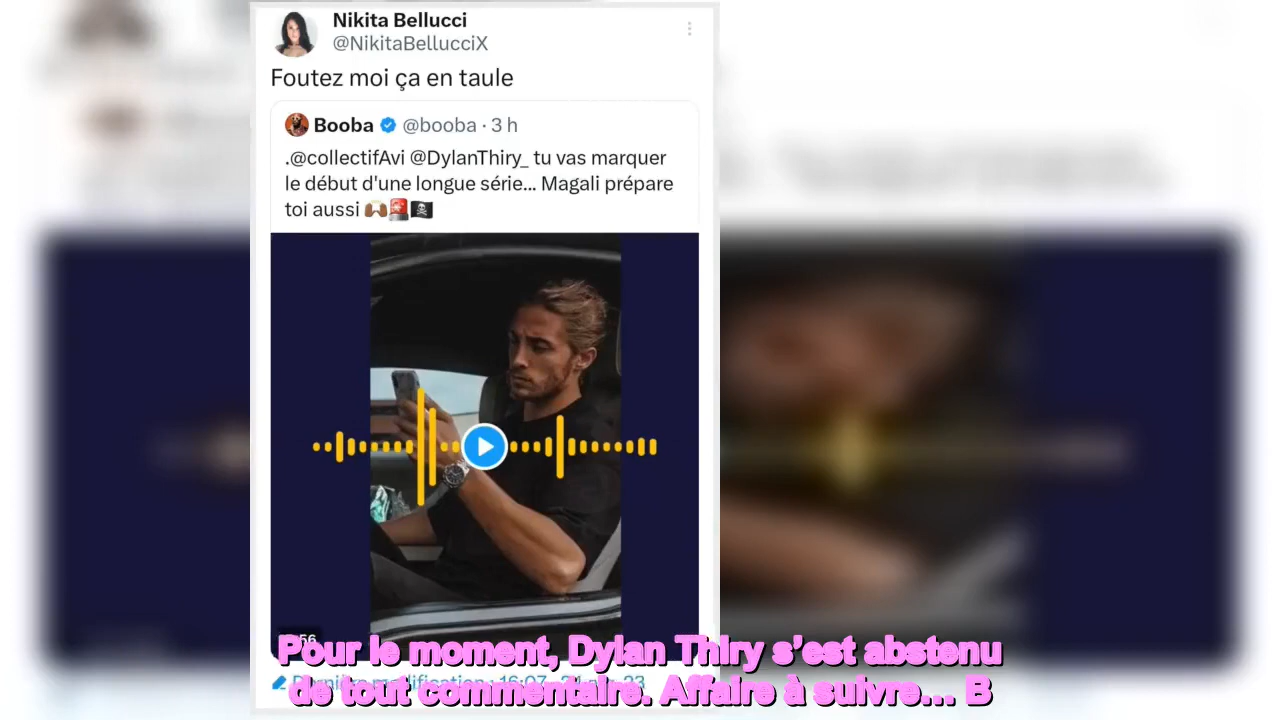 Nikita Bellucci
@NikitaBellucciX
Foutez moi ça en taule
Booba @booba · 3 h
.@collectifAvi @DylanThiry_ tu vas marquer
le début d'une longue série... Magali prépare
toi aussi 🙌🏾🚨🏴‍☠️
Pour le moment, Dylan Thiry s'est abstenu
de tout commentaire. Affaire à suivre... B